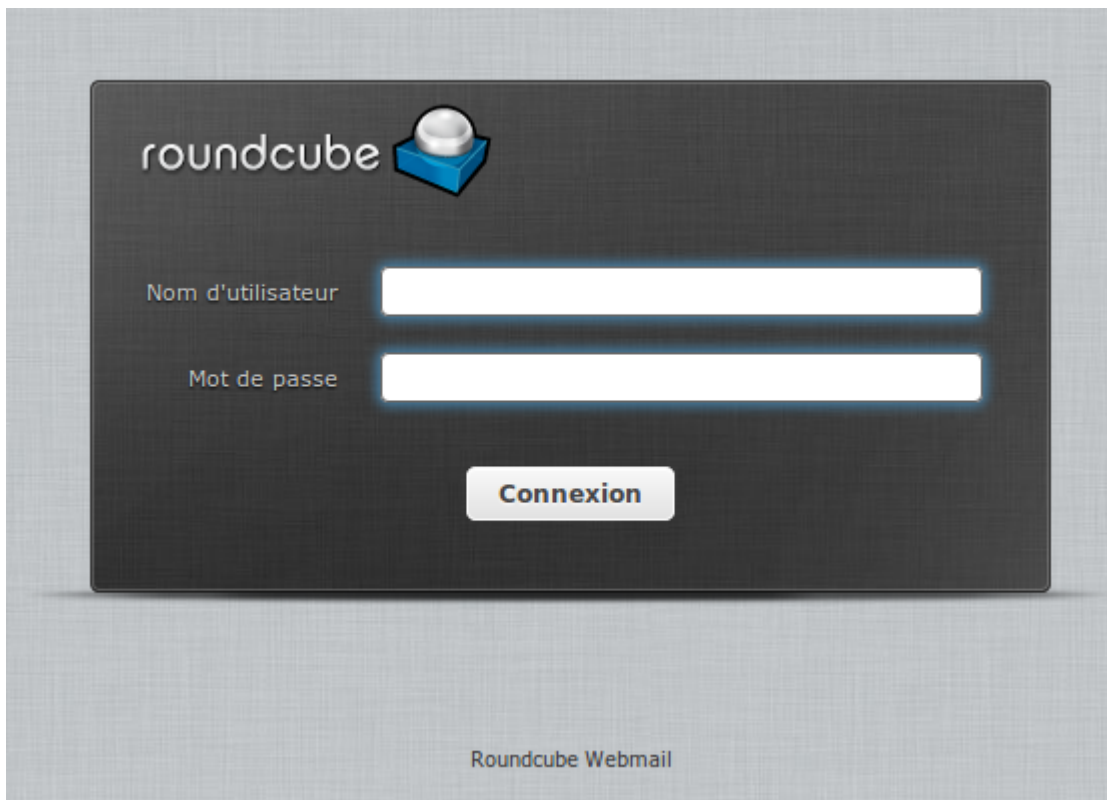 roundcube
Nom d'utilisateur
Mot de passe
Connexion
Roundcube Webmail